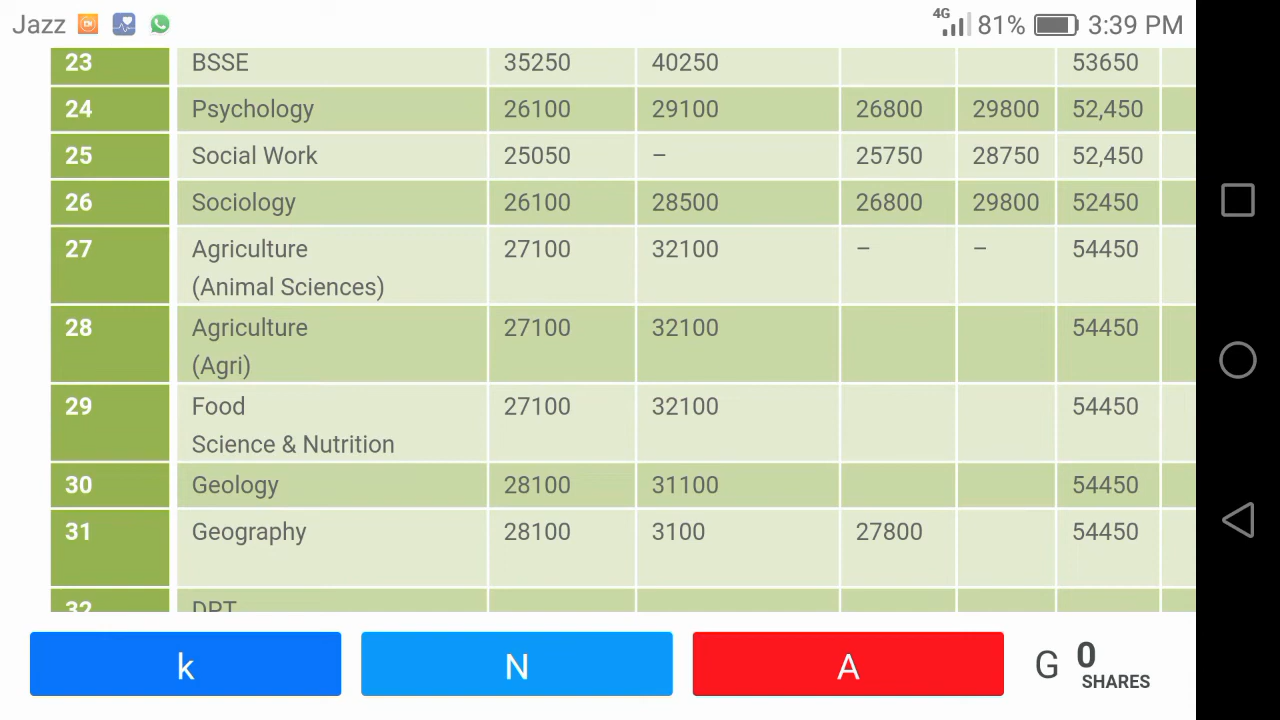 Jazz 4G 81% 3:39 PM
23 BSSE 35250 40250 53650
24 Psychology 26100 29100 26800 29800 52,450
25 Social Work 25050 – 25750 28750 52,450
26 Sociology 26100 28500 26800 29800 52450
27 Agriculture 27100 32100 – – 54450
(Animal Sciences)
28 Agriculture 27100 32100 54450
(Agri)
29 Food 27100 32100 54450
Science & Nutrition
30 Geology 28100 31100 54450
31 Geography 28100 3100 27800 54450
32 DPT
k N A G 0
SHARES